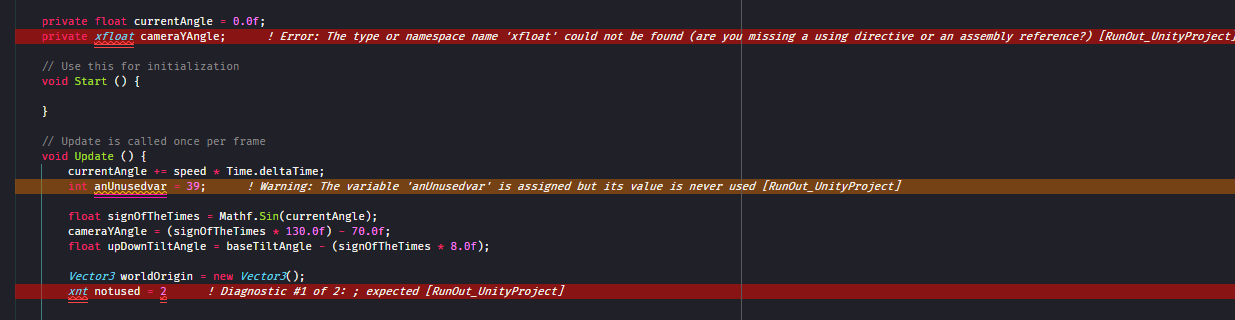 private float currentAngle = 0.0f;
private xfloat cameraYAngle; ! Error: The type or namespace name 'xfloat' could not be found (are you missing a using directive or an assembly reference?) [RunOut_UnityProject]
// Use this for initialization
void Start () {
}
// Update is called once per frame
void Update () {
currentAngle += speed * Time.deltaTime;
int anUnusedvar = 39; ! Warning: The variable 'anUnusedvar' is assigned but its value is never used [RunOut_UnityProject]
float signOfTheTimes = Mathf.Sin(currentAngle);
cameraYAngle = (signOfTheTimes * 130.0f) - 70.0f;
float upDownTiltAngle = baseTiltAngle - (signOfTheTimes * 8.0f);
Vector3 worldOrigin = new Vector3();
xnt notused = 2 ! Diagnostic #1 of 2: ; expected [RunOut_UnityProject]